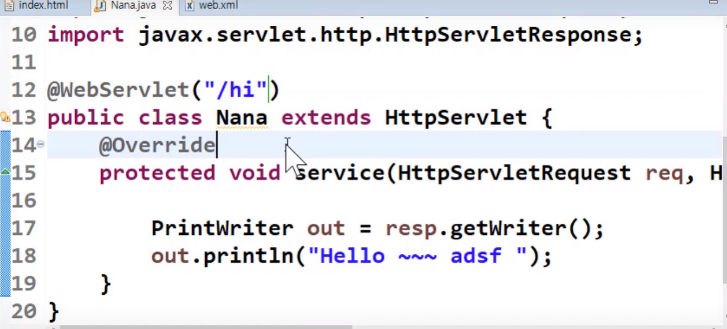 index.html Nana.java web.xml
10 import javax.servlet.http.HttpServletResponse;
11
12 @WebServlet("/hi")
13 public class Nana extends HttpServlet {
14 @Override
15 protected void service(HttpServletRequest req, H
16
17 PrintWriter out = resp.getWriter();
18 out.println("Hello ~~~ adsf ");
19 }
20 }